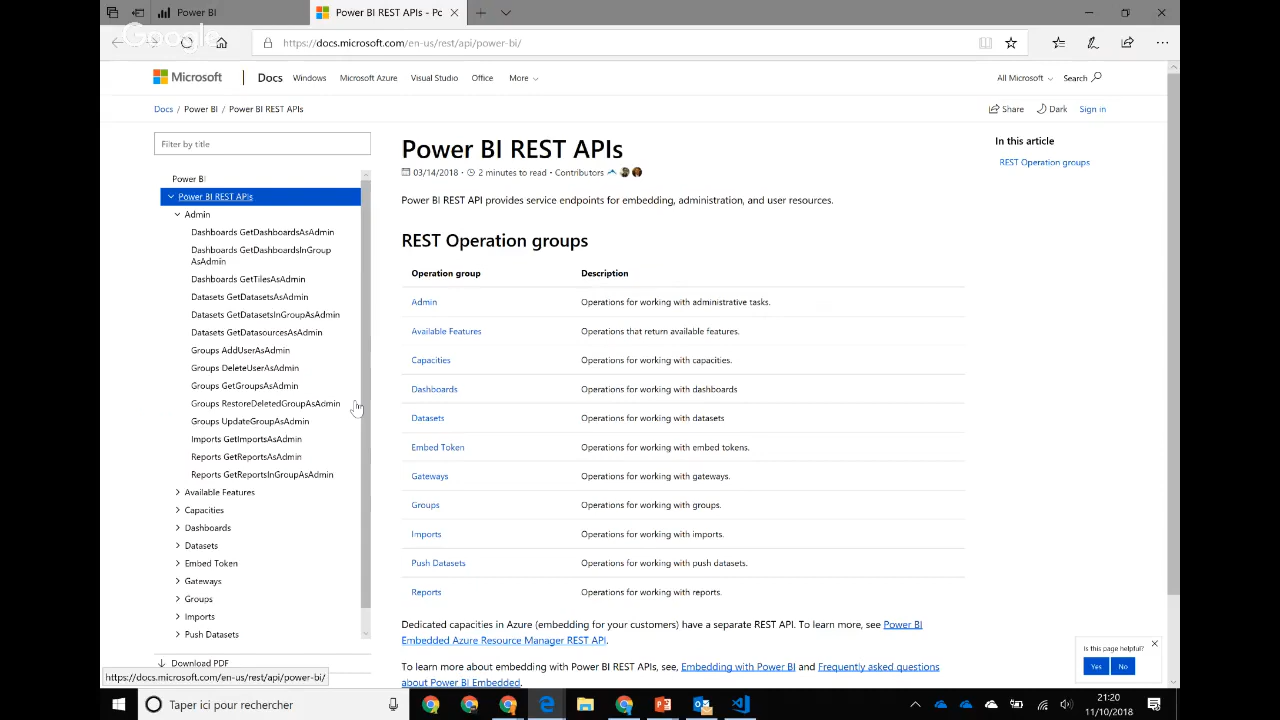 Power BI
Power BI REST APIs - Pc
Google
https://docs.microsoft.com/en-us/rest/api/power-bi/
Microsoft
Docs
Windows
Microsoft Azure
Visual Studio
Office
More
All Microsoft
Search
Docs / Power BI / Power BI REST APIs
Share
Dark
Sign in
Filter by title
Power BI
Power BI REST APIs
Admin
Dashboards GetDashboardsAsAdmin
Dashboards GetDashboardsInGroup
AsAdmin
Dashboards GetTilesAsAdmin
Datasets GetDatasetsAsAdmin
Datasets GetDatasetsInGroupAsAdmin
Datasets GetDatasourcesAsAdmin
Groups AddUserAsAdmin
Groups DeleteUserAsAdmin
Groups GetGroupsAsAdmin
Groups RestoreDeletedGroupAsAdmin
Groups UpdateGroupAsAdmin
Imports GetImportsAsAdmin
Reports GetReportsAsAdmin
Reports GetReportsInGroupAsAdmin
Available Features
Capacities
Dashboards
Datasets
Embed Token
Gateways
Groups
Imports
Push Datasets
Download PDF
https://docs.microsoft.com/en-us/rest/api/power-bi/
Power BI REST APIs
03/14/2018 • 2 minutes to read • Contributors
Power BI REST API provides service endpoints for embedding, administration, and user resources.
REST Operation groups
Operation group Description
Admin Operations for working with administrative tasks.
Available Features Operations that return available features.
Capacities Operations for working with capacities.
Dashboards Operations for working with dashboards
Datasets Operations for working with datasets
Embed Token Operations for working with embed tokens.
Gateways Operations for working with gateways.
Groups Operations for working with groups.
Imports Operations for working with imports.
Push Datasets Operations for working with push datasets.
Reports Operations for working with reports.
Dedicated capacities in Azure (embedding for your customers) have a separate REST API. To learn more, see Power BI
Embedded Azure Resource Manager REST API.
To learn more about embedding with Power BI REST APIs, see, Embedding with Power BI and Frequently asked questions
about Power BI Embedded.
In this article
REST Operation groups
Is this page helpful?
Yes
No
Taper ici pour rechercher
21:20
11/10/2018